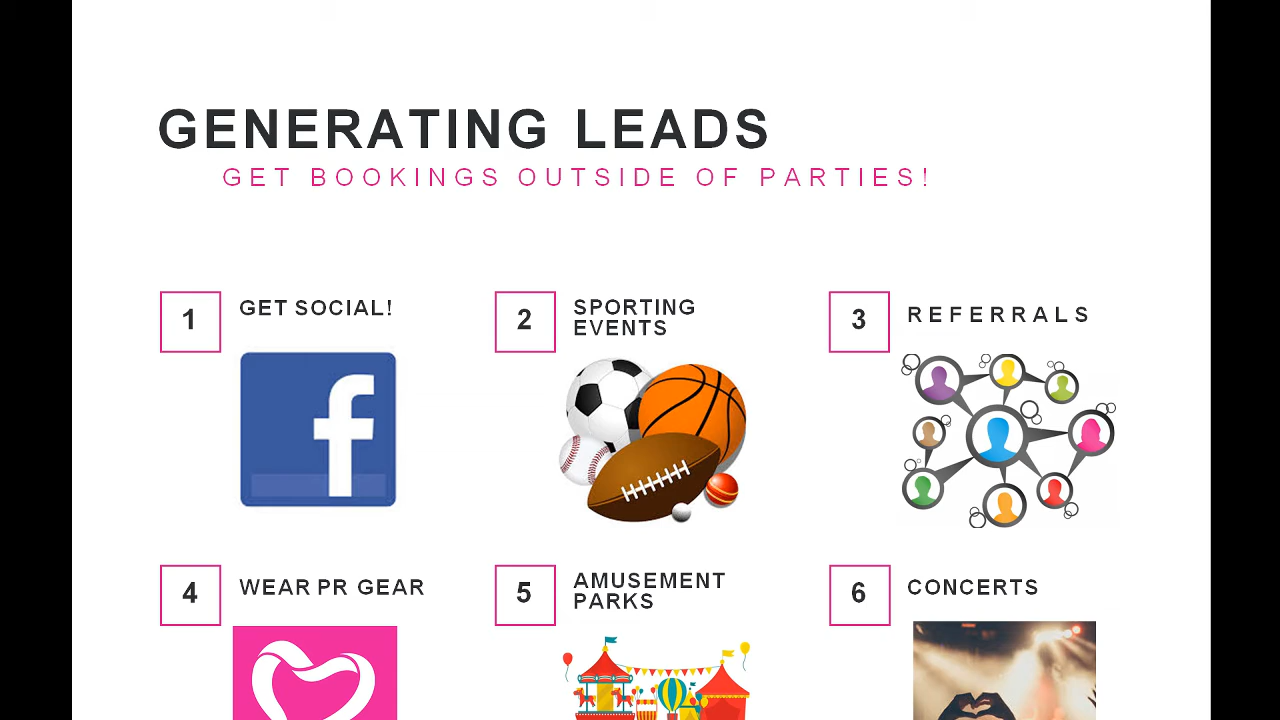 GENERATING LEADS
GET BOOKINGS OUTSIDE OF PARTIES!
1
GET SOCIAL!
2
SPORTING
EVENTS
3
REFERRALS
f
4
WEAR PR GEAR
5
AMUSEMENT
PARKS
6
CONCERTS